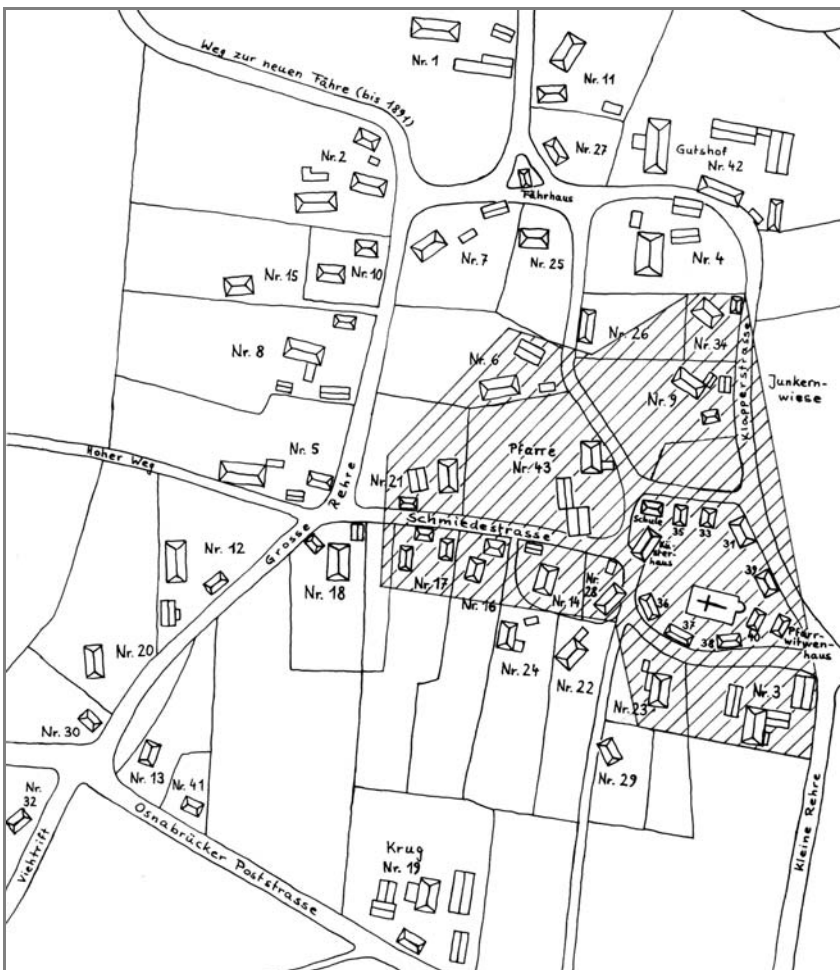 Weg zur neuen Fähre (bis 1891)
Nr. 1
Nr. 11
Nr. 2
Nr. 27
Gutshof
Nr. 42
Fährhaus
Nr. 15
Nr. 10
Nr. 7
Nr. 25
Nr. 4
Nr. 8
Nr. 6
Nr. 26
Nr. 34
Klapperstrasse
Junkern-
wiese
Nr. 9
Hoher Weg
Nr. 5
Grosse Rehre
Nr. 21
Pfarre
Nr. 43
Schmiedestrasse
Schule
35
33
31
Küster-
haus
Nr. 12
Nr. 18
Nr. 17
Nr. 16
Nr. 14
Nr.
28
36
37
38
39
40
Pfarr-
witwen-
haus
Nr. 20
Nr. 24
Nr. 22
Nr. 23
Nr. 3
Nr. 30
Nr. 13
Nr. 41
Nr. 29
Nr.
32
Viehtrift
Osnabrücker Poststrasse
Krug
Nr. 19
Kleine Rehre